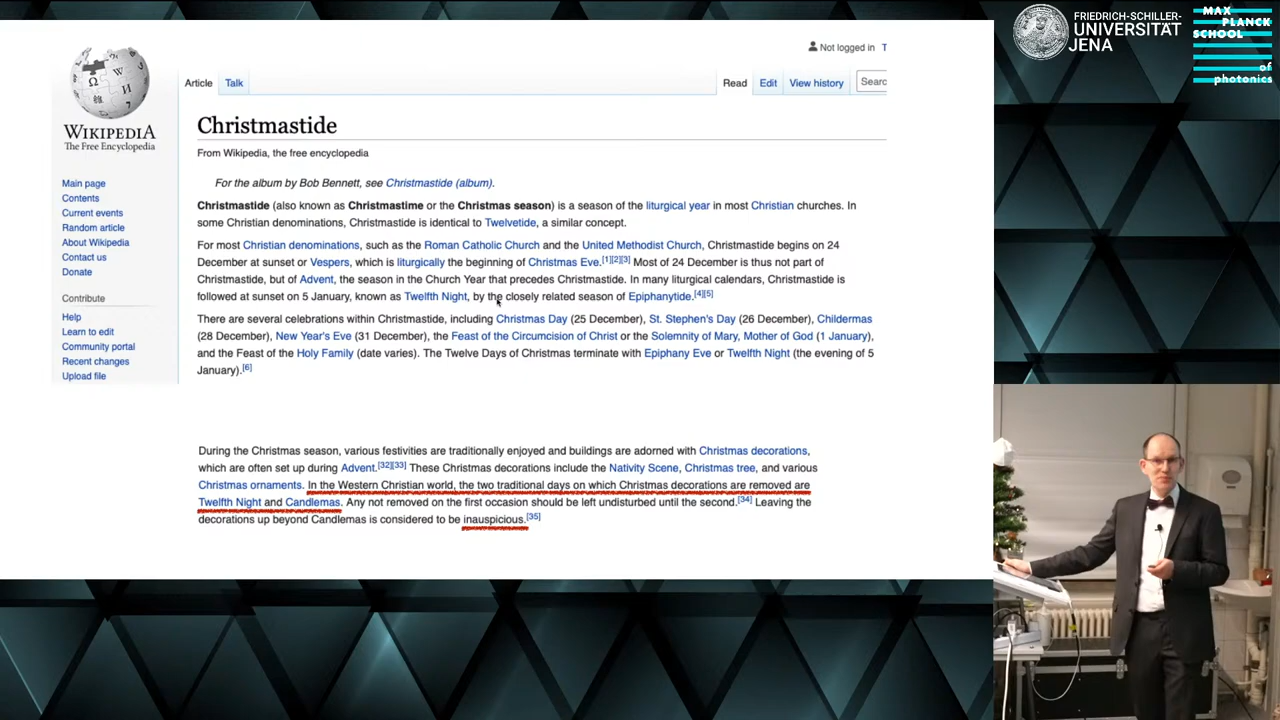 FRIEDRICH-SCHILLER-
UNIVERSITÄT
JENA
MAX
PLANCK
SCHOOL
of
photonics
WIKIPEDIA
The Free Encyclopedia
Main page
Contents
Current events
Random article
About Wikipedia
Contact us
Donate
Contribute
Help
Learn to edit
Community portal
Recent changes
Upload file
Not logged in T
Article Talk Read Edit View history Searc
Christmastide
From Wikipedia, the free encyclopedia
For the album by Bob Bennett, see Christmastide (album).
Christmastide (also known as Christmastime or the Christmas season) is a season of the liturgical year in most Christian churches. In
some Christian denominations, Christmastide is identical to Twelvetide, a similar concept.
For most Christian denominations, such as the Roman Catholic Church and the United Methodist Church, Christmastide begins on 24
December at sunset or Vespers, which is liturgically the beginning of Christmas Eve.[1][2][3] Most of 24 December is thus not part of
Christmastide, but of Advent, the season in the Church Year that precedes Christmastide. In many liturgical calendars, Christmastide is
followed at sunset on 5 January, known as Twelfth Night, by the closely related season of Epiphanytide.[4][5]
There are several celebrations within Christmastide, including Christmas Day (25 December), St. Stephen's Day (26 December), Childermas
(28 December), New Year's Eve (31 December), the Feast of the Circumcision of Christ or the Solemnity of Mary, Mother of God (1 January),
and the Feast of the Holy Family (date varies). The Twelve Days of Christmas terminate with Epiphany Eve or Twelfth Night (the evening of 5
January).[6]
During the Christmas season, various festivities are traditionally enjoyed and buildings are adorned with Christmas decorations,
which are often set up during Advent.[32][33] These Christmas decorations include the Nativity Scene, Christmas tree, and various
Christmas ornaments. In the Western Christian world, the two traditional days on which Christmas decorations are removed are
Twelfth Night and Candlemas. Any not removed on the first occasion should be left undisturbed until the second.[34] Leaving the
decorations up beyond Candlemas is considered to be inauspicious.[35]